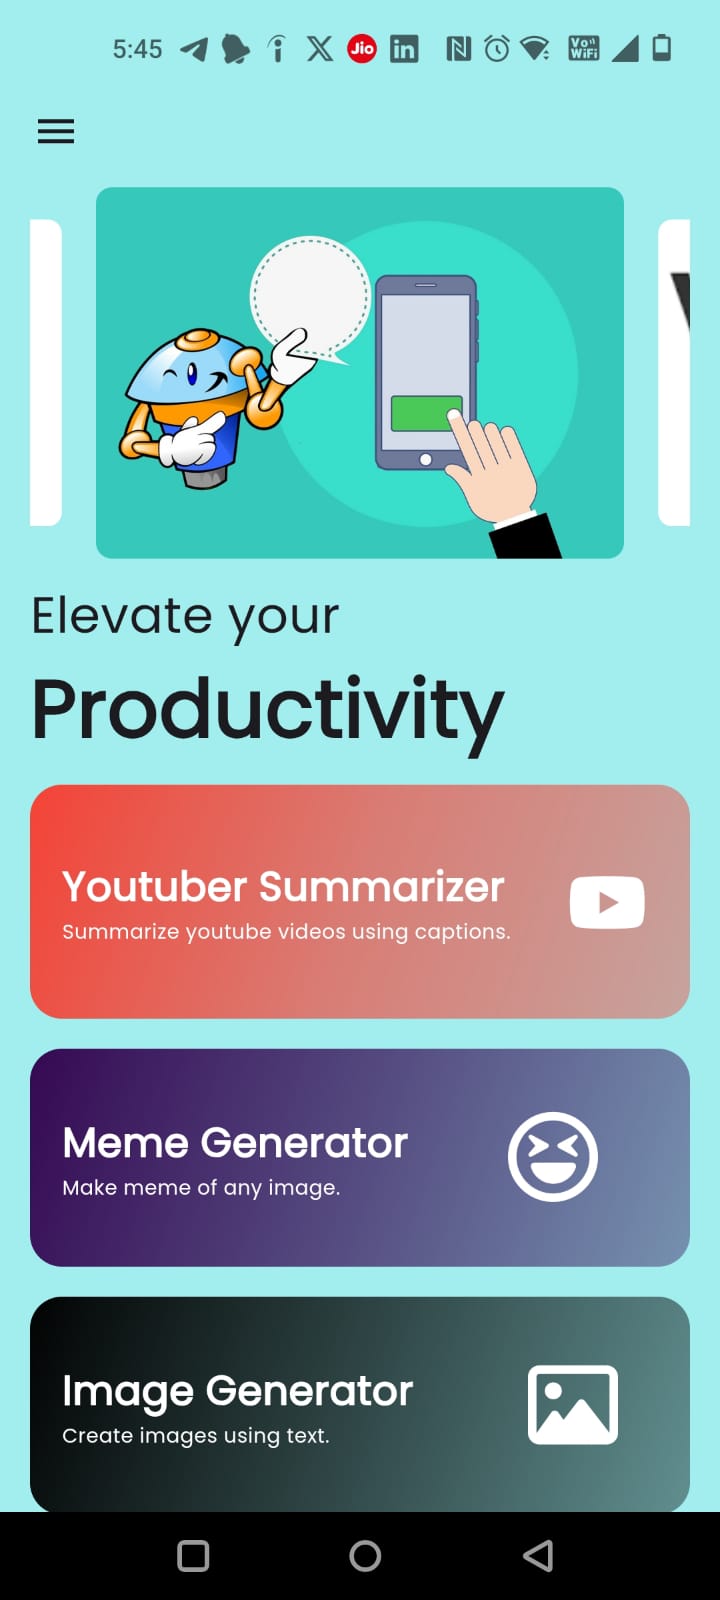 5:45
Jio
in
Vo
WiFi
Elevate your
Productivity
Youtuber Summarizer
Summarize youtube videos using captions.
Meme Generator
Make meme of any image.
Image Generator
Create images using text.